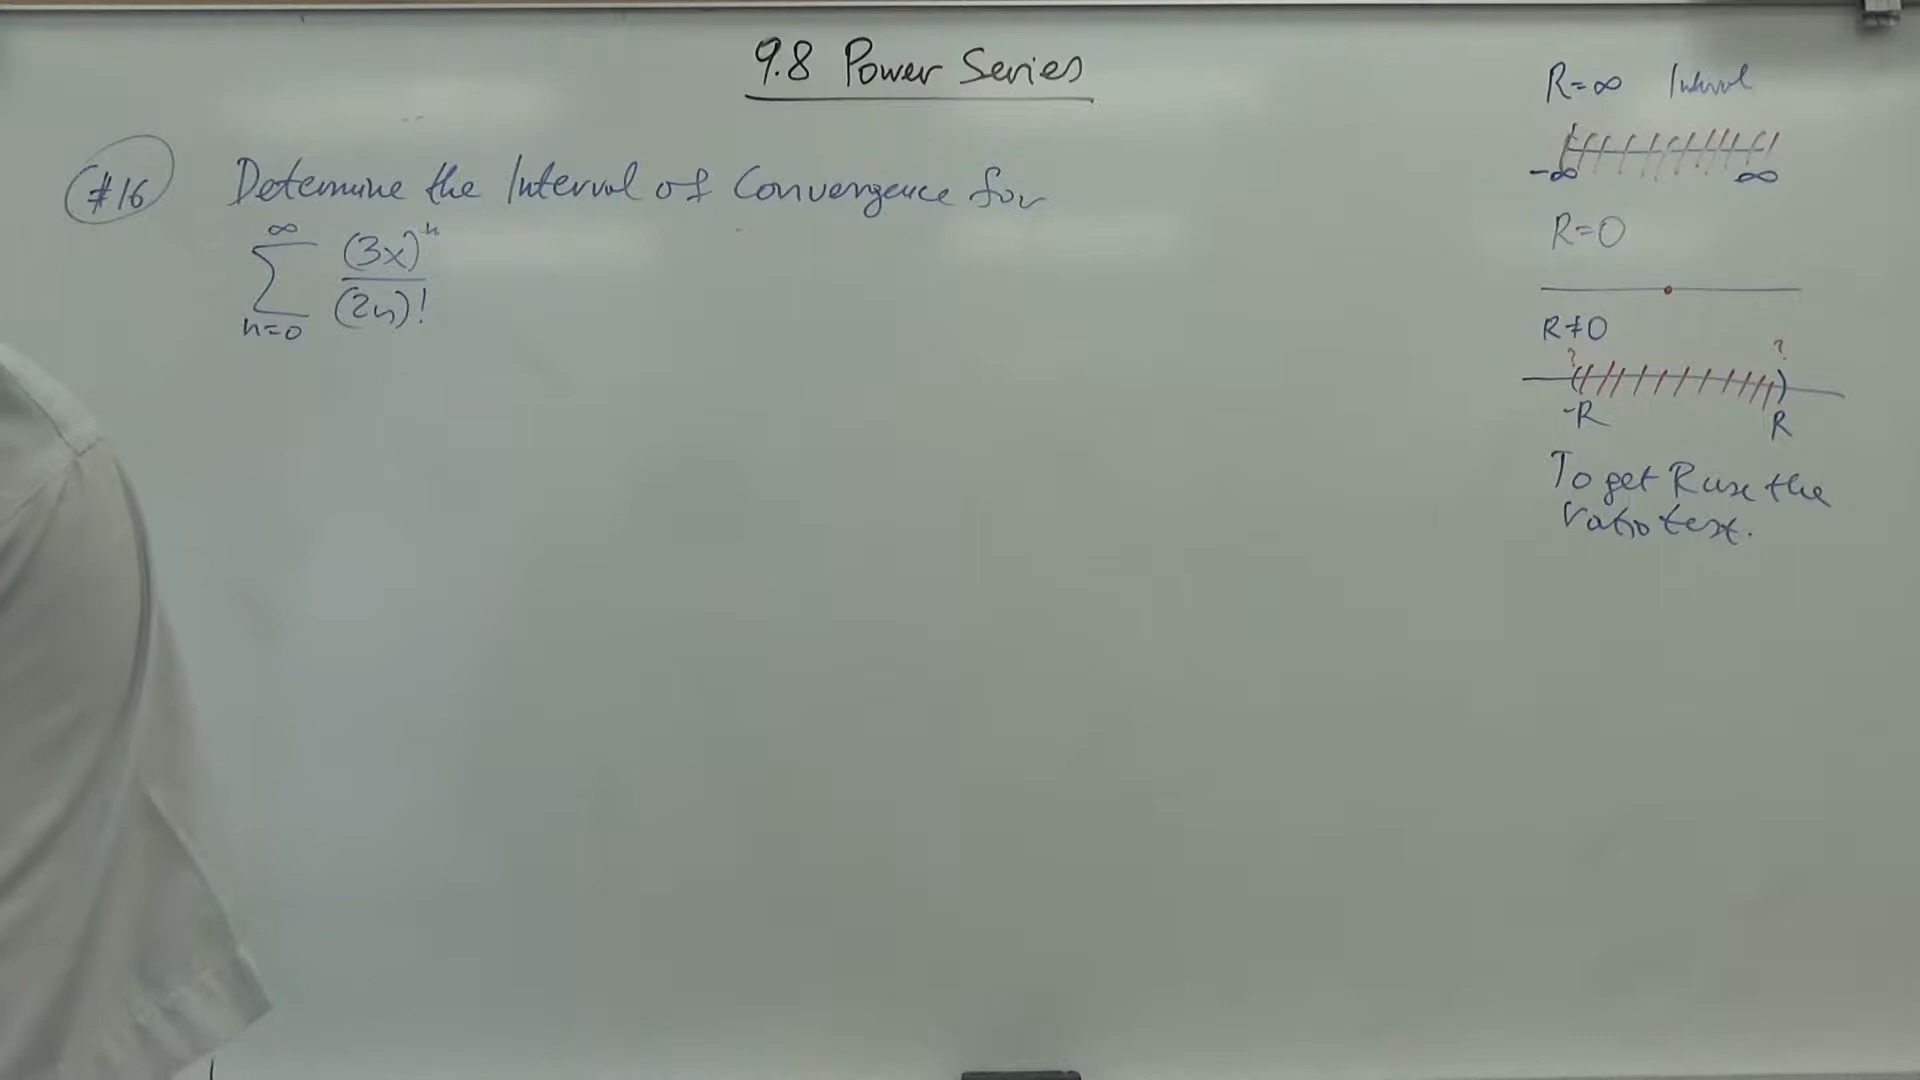 9.8 Power Series
#16 Determine the Interval of Convergence for
∞
∑ (3x)^n / (2n)!
n=0
R=∞ Interval
-∞ ∞
R=0
R≠0
? ?
-R R
To get R use the
ratio test.